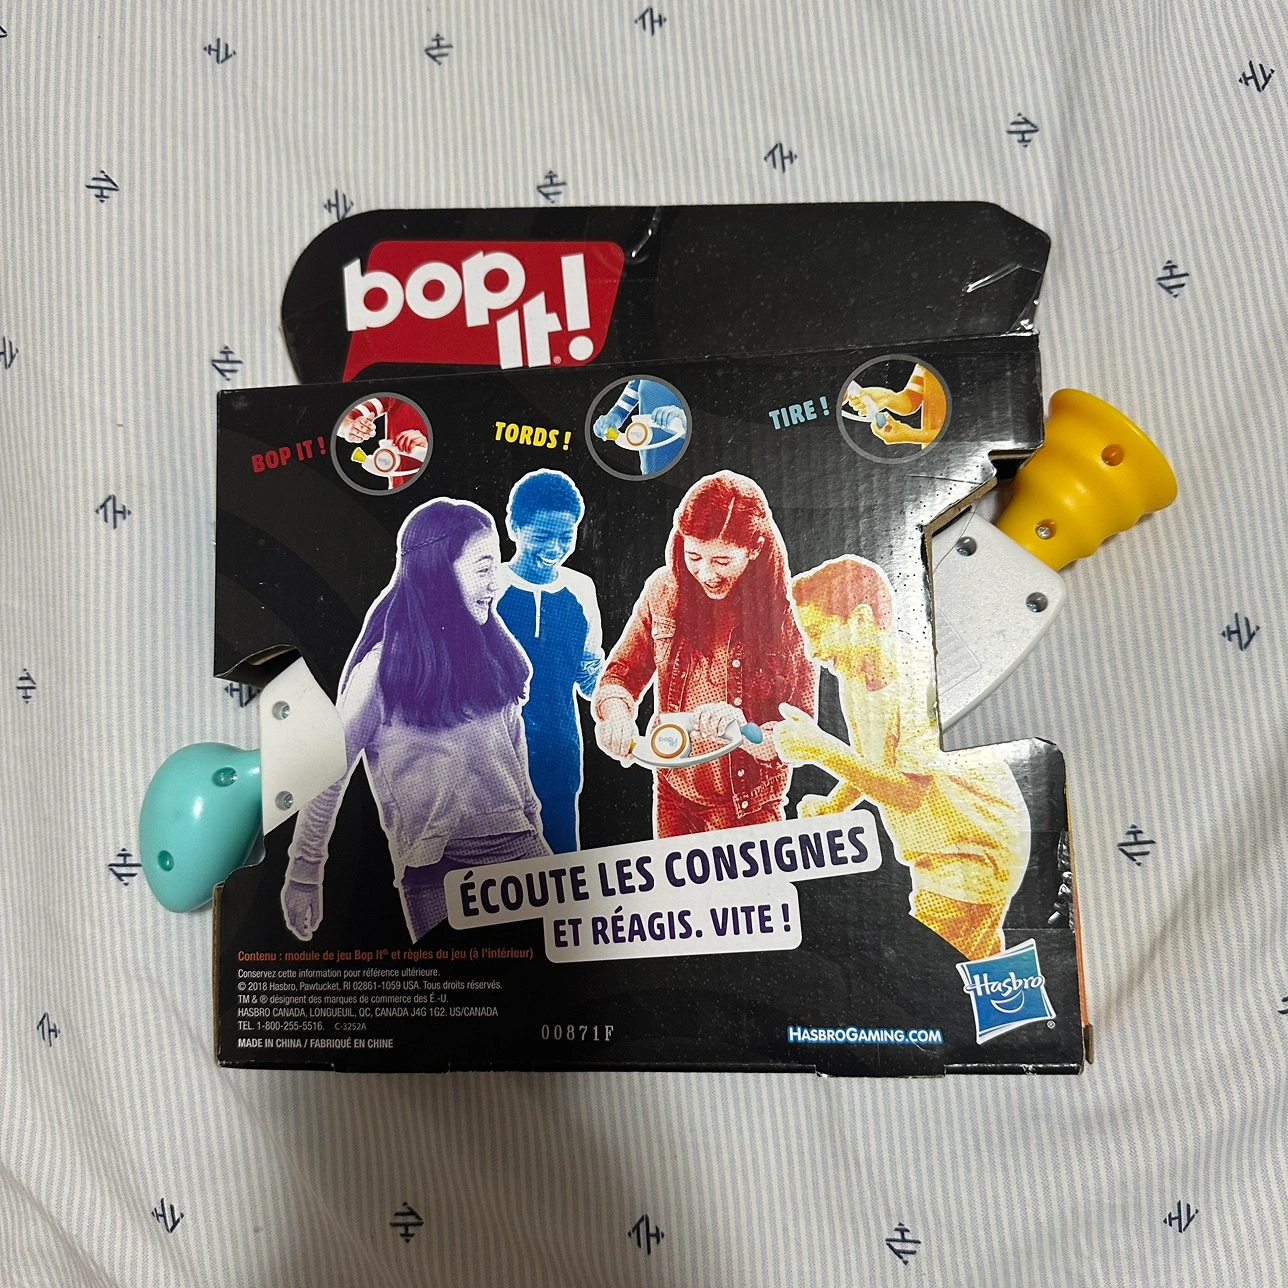 bop
It!®
BOP IT !
TORDS !
TIRE !
bop
it!
ÉCOUTE LES CONSIGNES
ET RÉAGIS. VITE !
Contenu : module de jeu Bop It® et règles du jeu (à l'intérieur)
Conservez cette information pour référence ultérieure.
© 2018 Hasbro, Pawtucket, RI 02861-1059 USA. Tous droits réservés.
TM & ® désignent des marques de commerce des É.-U.
HASBRO CANADA, LONGUEUIL, QC, CANADA J4G 1G2. US/CANADA
TEL. 1-800-255-5516. C-3252A
MADE IN CHINA / FABRIQUÉ EN CHINE
00871F
HASBROGAMING.COM
Hasbro
®